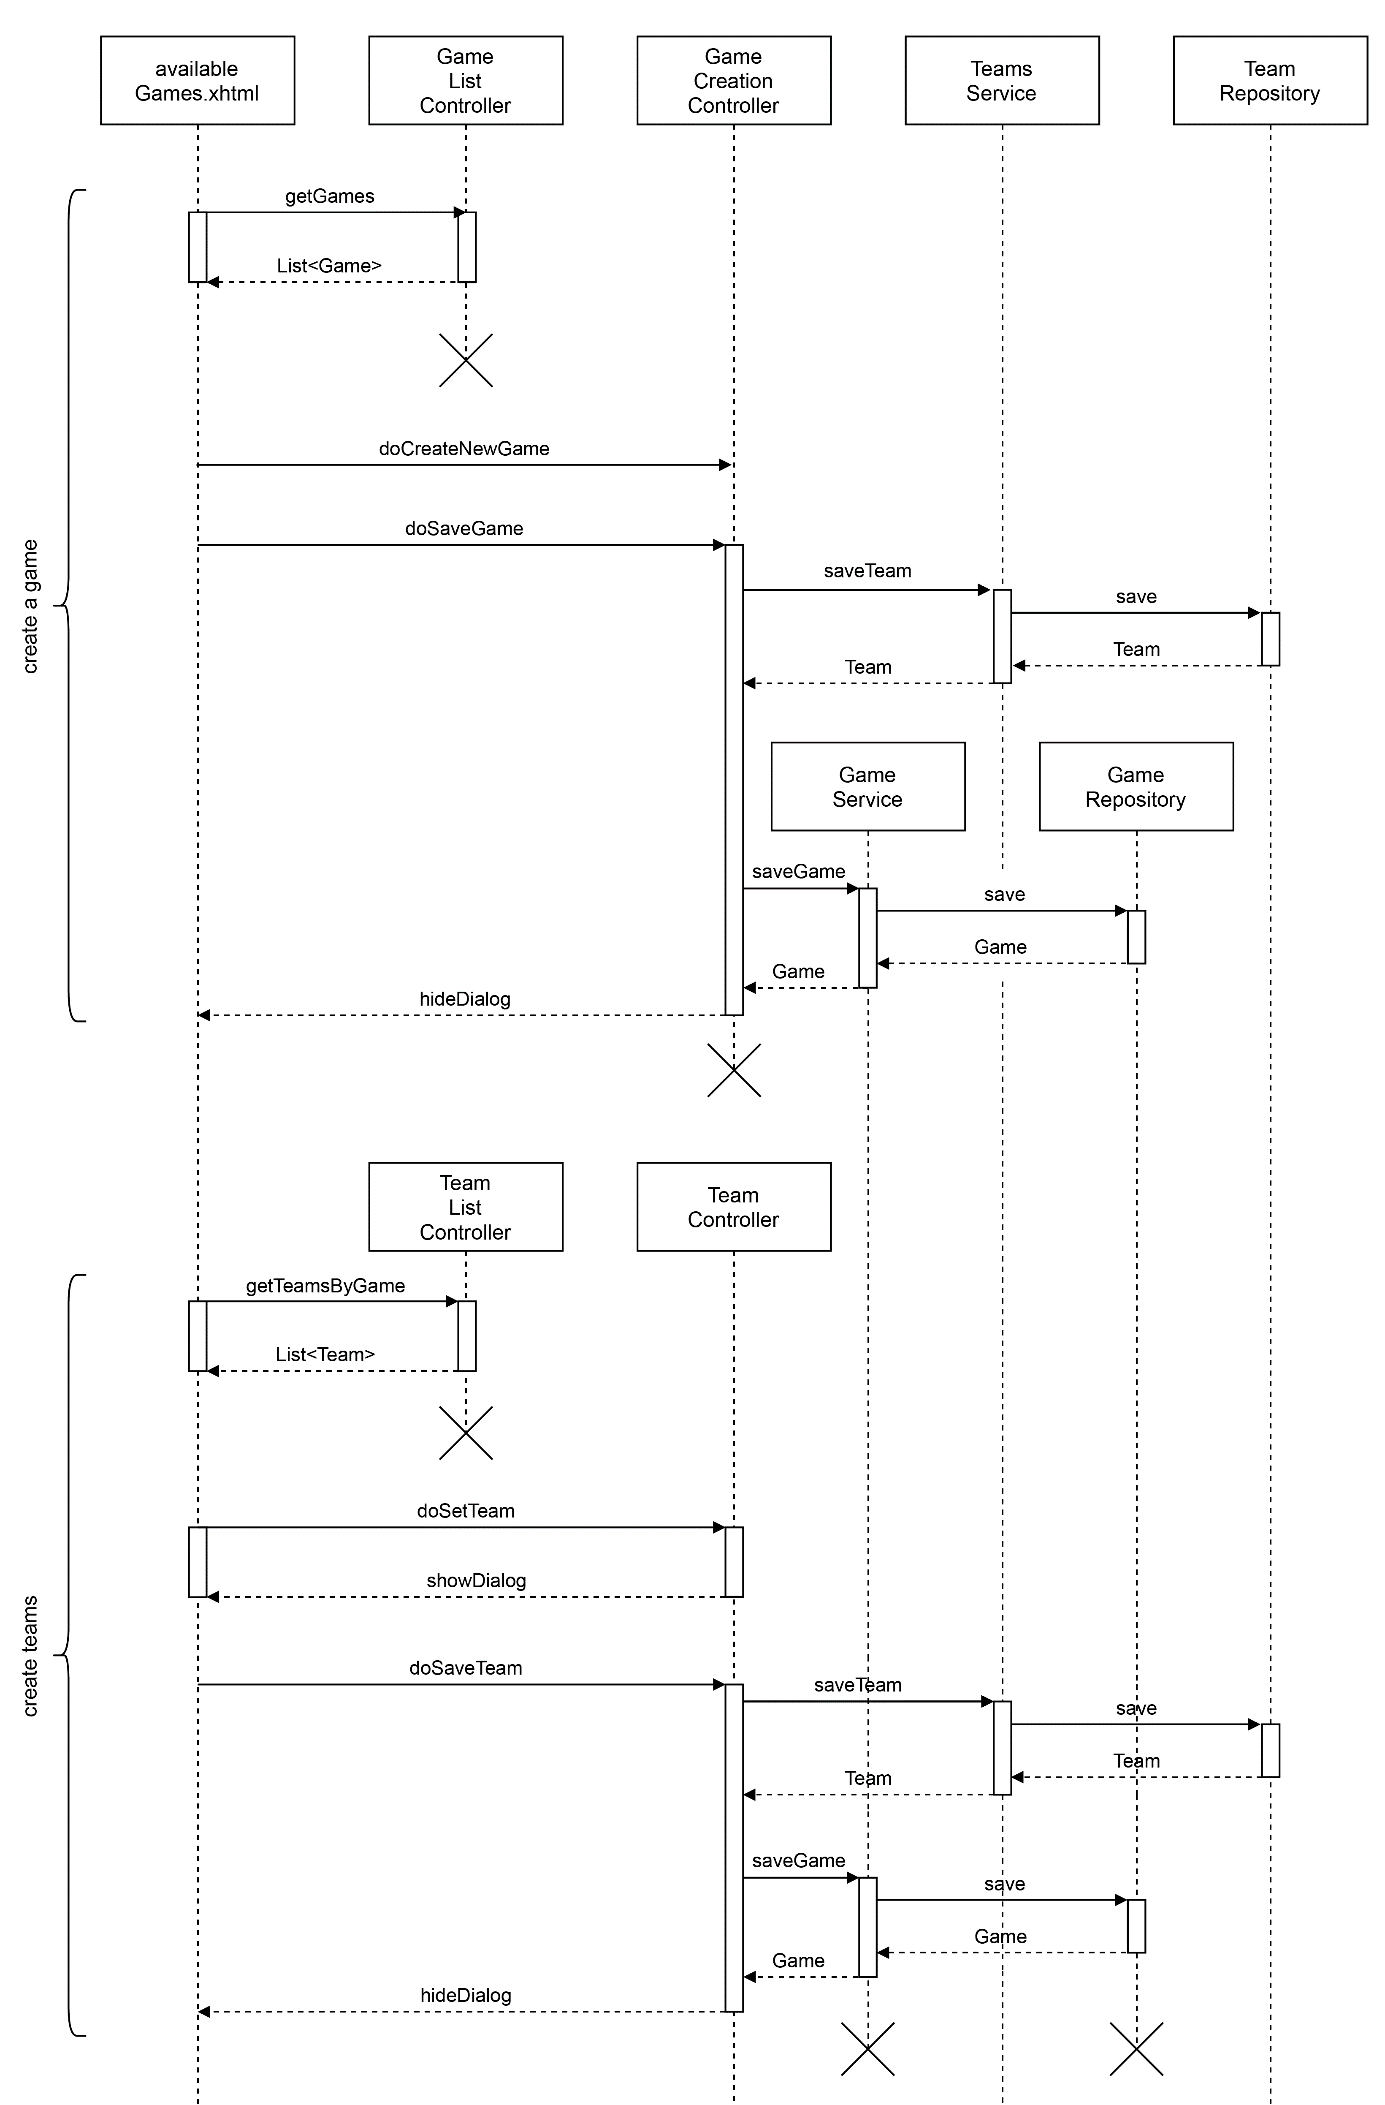 available
Games.xhtml
Game
List
Controller
Game
Creation
Controller
Teams
Service
Team
Repository
getGames
List<Game>
doCreateNewGame
doSaveGame
create a game
saveTeam
save
Team
Team
Game
Service
Game
Repository
saveGame
save
Game
Game
hideDialog
Team
List
Controller
Team
Controller
getTeamsByGame
List<Team>
doSetTeam
showDialog
create teams
doSaveTeam
saveTeam
save
Team
Team
saveGame
save
Game
Game
hideDialog